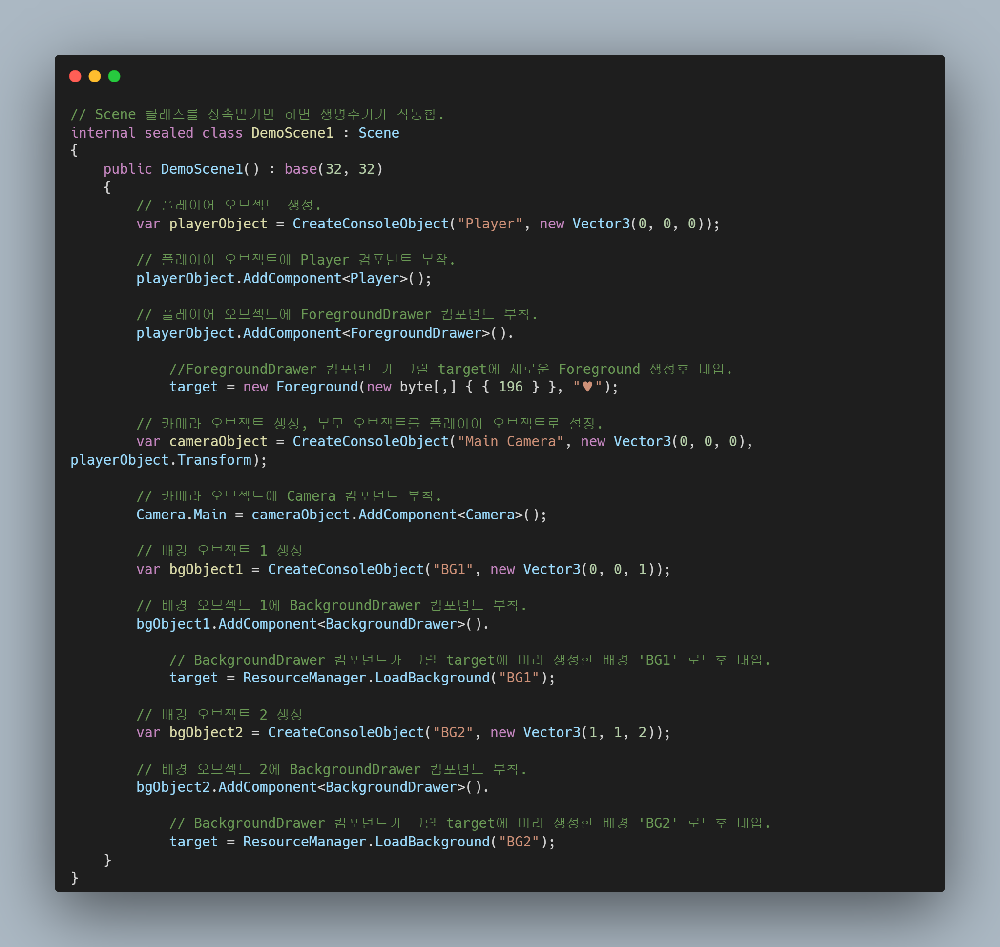 // Scene 클래스를 상속받기만 하면 생명주기가 작동함.
internal sealed class DemoScene1 : Scene
{
    public DemoScene1() : base(32, 32)
    {
        // 플레이어 오브젝트 생성.
        var playerObject = CreateConsoleObject("Player", new Vector3(0, 0, 0));

        // 플레이어 오브젝트에 Player 컴포넌트 부착.
        playerObject.AddComponent<Player>();

        // 플레이어 오브젝트에 ForegroundDrawer 컴포넌트 부착.
        playerObject.AddComponent<ForegroundDrawer>().

            //ForegroundDrawer 컴포넌트가 그릴 target에 새로운 Foreground 생성후 대입.
            target = new Foreground(new byte[,] { { 196 } }, "♥");

        // 카메라 오브젝트 생성, 부모 오브젝트를 플레이어 오브젝트로 설정.
        var cameraObject = CreateConsoleObject("Main Camera", new Vector3(0, 0, 0),
playerObject.Transform);

        // 카메라 오브젝트에 Camera 컴포넌트 부착.
        Camera.Main = cameraObject.AddComponent<Camera>();

        // 배경 오브젝트 1 생성
        var bgObject1 = CreateConsoleObject("BG1", new Vector3(0, 0, 1));

        // 배경 오브젝트 1에 BackgroundDrawer 컴포넌트 부착.
        bgObject1.AddComponent<BackgroundDrawer>().

            // BackgroundDrawer 컴포넌트가 그릴 target에 미리 생성한 배경 'BG1' 로드후 대입.
            target = ResourceManager.LoadBackground("BG1");

        // 배경 오브젝트 2 생성
        var bgObject2 = CreateConsoleObject("BG2", new Vector3(1, 1, 2));

        // 배경 오브젝트 2에 BackgroundDrawer 컴포넌트 부착.
        bgObject2.AddComponent<BackgroundDrawer>().

            // BackgroundDrawer 컴포넌트가 그릴 target에 미리 생성한 배경 'BG2' 로드후 대입.
            target = ResourceManager.LoadBackground("BG2");
    }
}